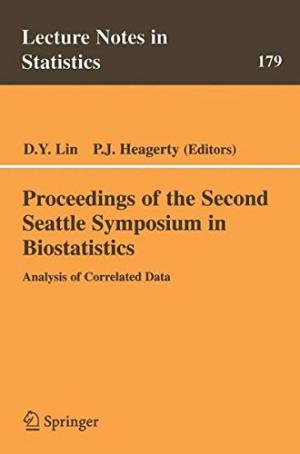 Lecture Notes in
Statistics
179
D.Y. Lin P.J. Heagerty (Editors)
Proceedings of the Second
Seattle Symposium in
Biostatistics
Analysis of Correlated Data
Springer